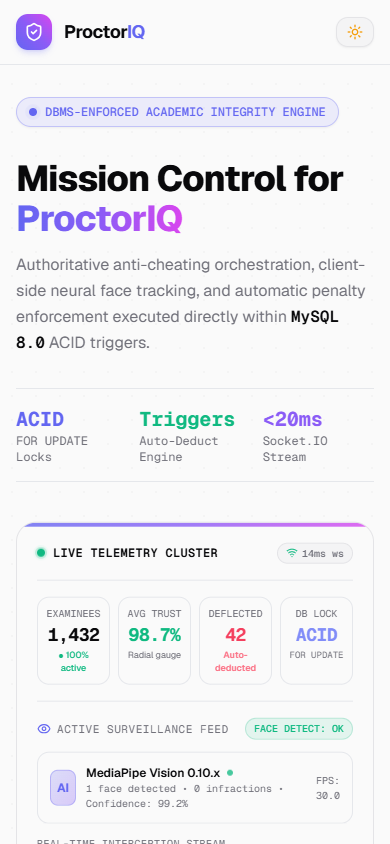 ProctorIQ
DBMS-ENFORCED ACADEMIC INTEGRITY ENGINE
Mission Control for
ProctorIQ
Authoritative anti-cheating orchestration, client-
side neural face tracking, and automatic penalty
enforcement executed directly within MySQL
8.0 ACID triggers.
ACID
FOR UPDATE
Locks
Triggers
Auto-Deduct
Engine
<20ms
Socket.IO
Stream
LIVE TELEMETRY CLUSTER
14ms ws
EXAMINEES
1,432
● 100%
active
AVG TRUST
98.7%
Radial gauge
DEFLECTED
42
Auto-
deducted
DB LOCK
ACID
FOR UPDATE
ACTIVE SURVEILLANCE FEED
FACE DETECT: OK
AI
MediaPipe Vision 0.10.x
1 face detected • 0 infractions •
Confidence: 99.2%
FPS:
30.0
REAL-TIME INTERCEPTION STREAM